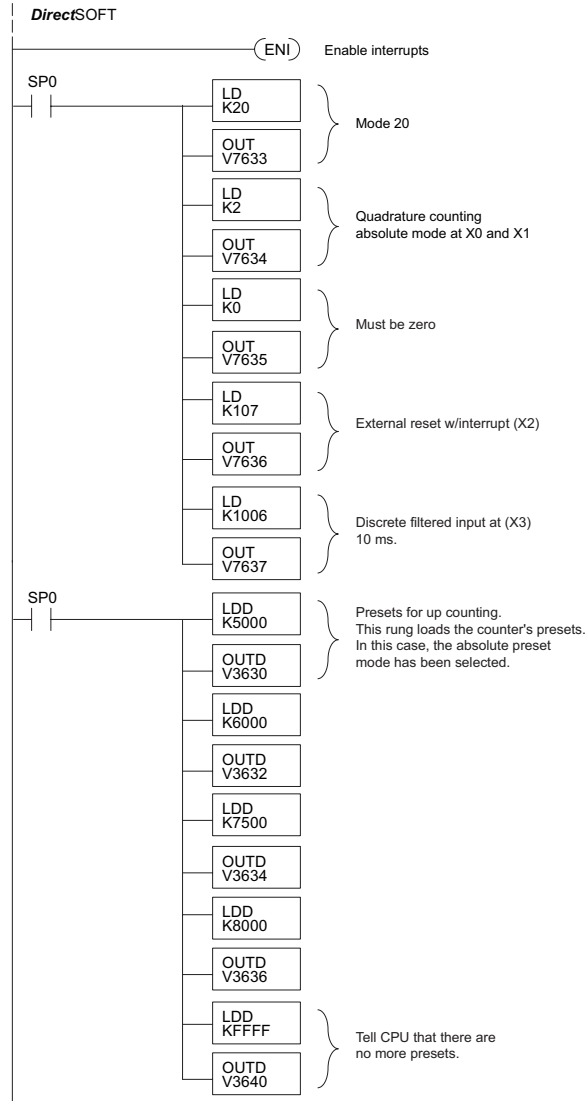 DirectSOFT
ENI
Enable interrupts
SP0
LD
K20
OUT
V7633
Mode 20
LD
K2
OUT
V7634
Quadrature counting
absolute mode at X0 and X1
LD
K0
OUT
V7635
Must be zero
LD
K107
OUT
V7636
External reset w/interrupt (X2)
LD
K1006
OUT
V7637
Discrete filtered input at (X3)
10 ms.
SP0
LDD
K5000
OUTD
V3630
Presets for up counting.
This rung loads the counter's presets.
In this case, the absolute preset
mode has been selected.
LDD
K6000
OUTD
V3632
LDD
K7500
OUTD
V3634
LDD
K8000
OUTD
V3636
LDD
KFFFF
OUTD
V3640
Tell CPU that there are
no more presets.